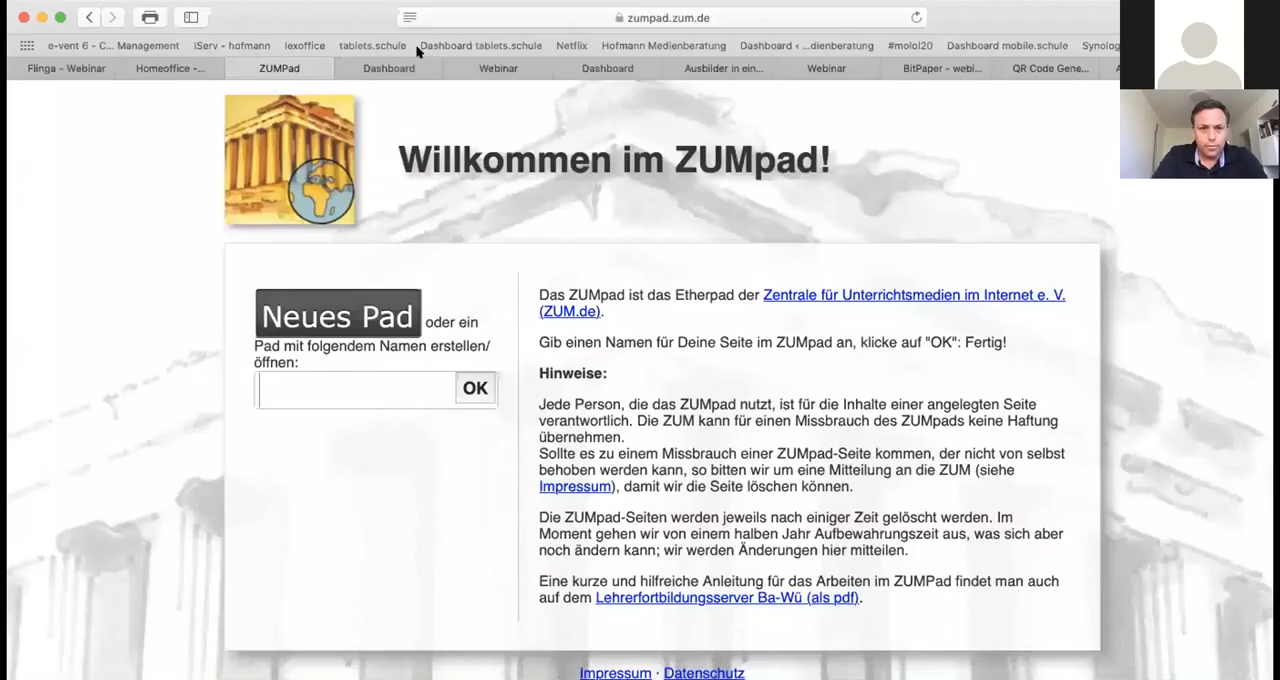 zumpad.zum.de
e-vent 6 - C... Management iServ - hofmann lexoffice tablets.schule Dashboard tablets.schule Netflix Hofmann Medienberatung Dashboard ‹ ...dienberatung #molol20 Dashboard mobile.schule Synolog
Flinga - Webinar Homeoffice -... ZUMPad Dashboard Webinar Dashboard Ausbilder in ein... Webinar BitPaper - webi... QR Code Gene... A
Willkommen im ZUMpad!
Neues Pad oder ein
Pad mit folgendem Namen erstellen/
öffnen:
OK
Das ZUMpad ist das Etherpad der Zentrale für Unterrichtsmedien im Internet e. V.
(ZUM.de).
Gib einen Namen für Deine Seite im ZUMpad an, klicke auf "OK": Fertig!
Hinweise:
Jede Person, die das ZUMpad nutzt, ist für die Inhalte einer angelegten Seite
verantwortlich. Die ZUM kann für einen Missbrauch des ZUMpads keine Haftung
übernehmen.
Sollte es zu einem Missbrauch einer ZUMpad-Seite kommen, der nicht von selbst
behoben werden kann, so bitten wir um eine Mitteilung an die ZUM (siehe
Impressum), damit wir die Seite löschen können.
Die ZUMpad-Seiten werden jeweils nach einiger Zeit gelöscht werden. Im
Moment gehen wir von einem halben Jahr Aufbewahrungszeit aus, was sich aber
noch ändern kann; wir werden Änderungen hier mitteilen.
Eine kurze und hilfreiche Anleitung für das Arbeiten im ZUMPad findet man auch
auf dem Lehrerfortbildungsserver Ba-Wü (als pdf).
Impressum · Datenschutz